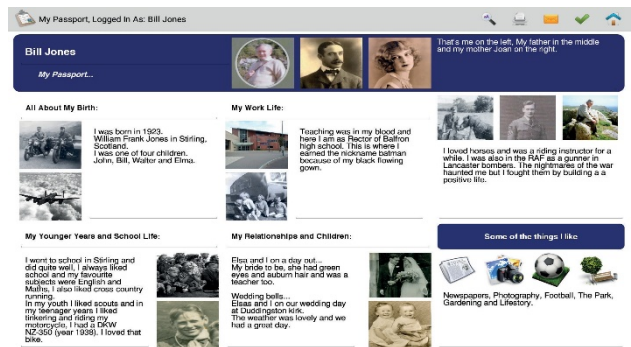 My Passport, Logged In As: Bill Jones
Bill Jones
My Passport...
That's me on the left, My father in the middle
and my mother Joan on the right.
All About My Birth:
I was born in 1923.
William Frank Jones in Stirling,
Scotland.
I was one of four children.
John, Bill, Walter and Elma.
My Work Life:
Teaching was in my blood and
here I am as Rector of Balfron
high school. This is where I
earned the nickname batman
because of my black flowing
gown.
I loved horses and was a riding instructor for a
while. I was also in the RAF as a gunner in
Lancaster bombers. The nightmares of the war
haunted me but I fought them by building a a
positive life.
My Younger Years and School Life:
I went to school in Stirling and
did quite well, I always liked
school and my favourite
subjects were English and
Maths, I also liked cross country
running.
In my youth I liked scouts and in
my teenager years I liked
tinkering and riding my
motorcycle, I had a DKW
NZ-350 (year 1938). I loved that
bike.
My Relationships and Children:
Elsa and I on a day out...
My bride to be, she had green
eyes and auburn hair and was a
teacher too.
Wedding bells...
Elsas and I on our wedding day
at Duddingston kirk.
The weather was lovely and we
had a great day.
Some of the things I like
Newspapers, Photography, Football, The Park,
Gardening and Lifestory.